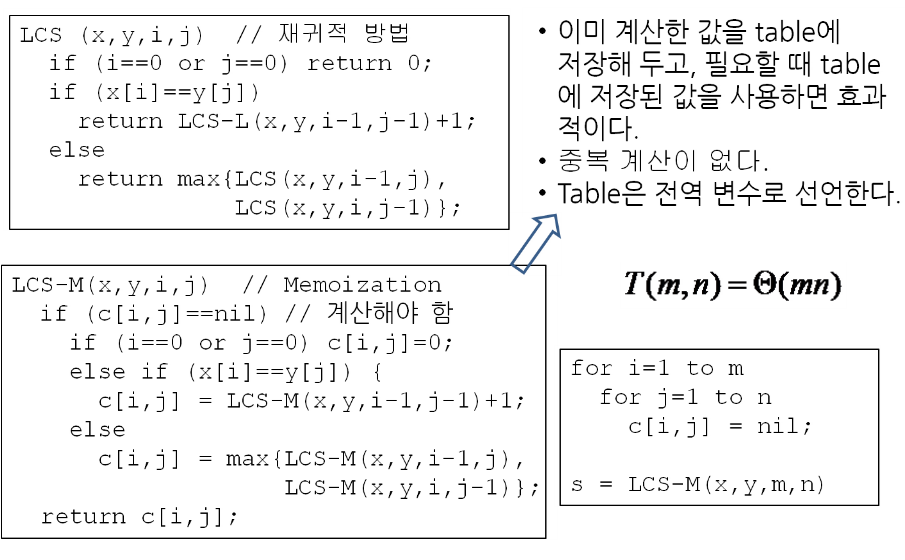 LCS (x,y,i,j)  // 재귀적 방법
  if (i==0 or j==0) return 0;
  if (x[i]==y[j])
    return LCS-L(x,y,i-1,j-1)+1;
  else
    return max{LCS(x,y,i-1,j),
               LCS(x,y,i,j-1)};
• 이미 계산한 값을 table에
저장해 두고, 필요할 때 table
에 저장된 값을 사용하면 효과
적이다.
• 중복 계산이 없다.
• Table은 전역 변수로 선언한다.
LCS-M(x,y,i,j)  // Memoization
  if (c[i,j]==nil) // 계산해야 함
    if (i==0 or j==0) c[i,j]=0;
    else if (x[i]==y[j]) {
      c[i,j] = LCS-M(x,y,i-1,j-1)+1;
    else
      c[i,j] = max{LCS-M(x,y,i-1,j),
                   LCS-M(x,y,i,j-1)};
  return c[i,j];
T(m,n)=Θ(mn)
for i=1 to m
  for j=1 to n
    c[i,j] = nil;
s = LCS-M(x,y,m,n)